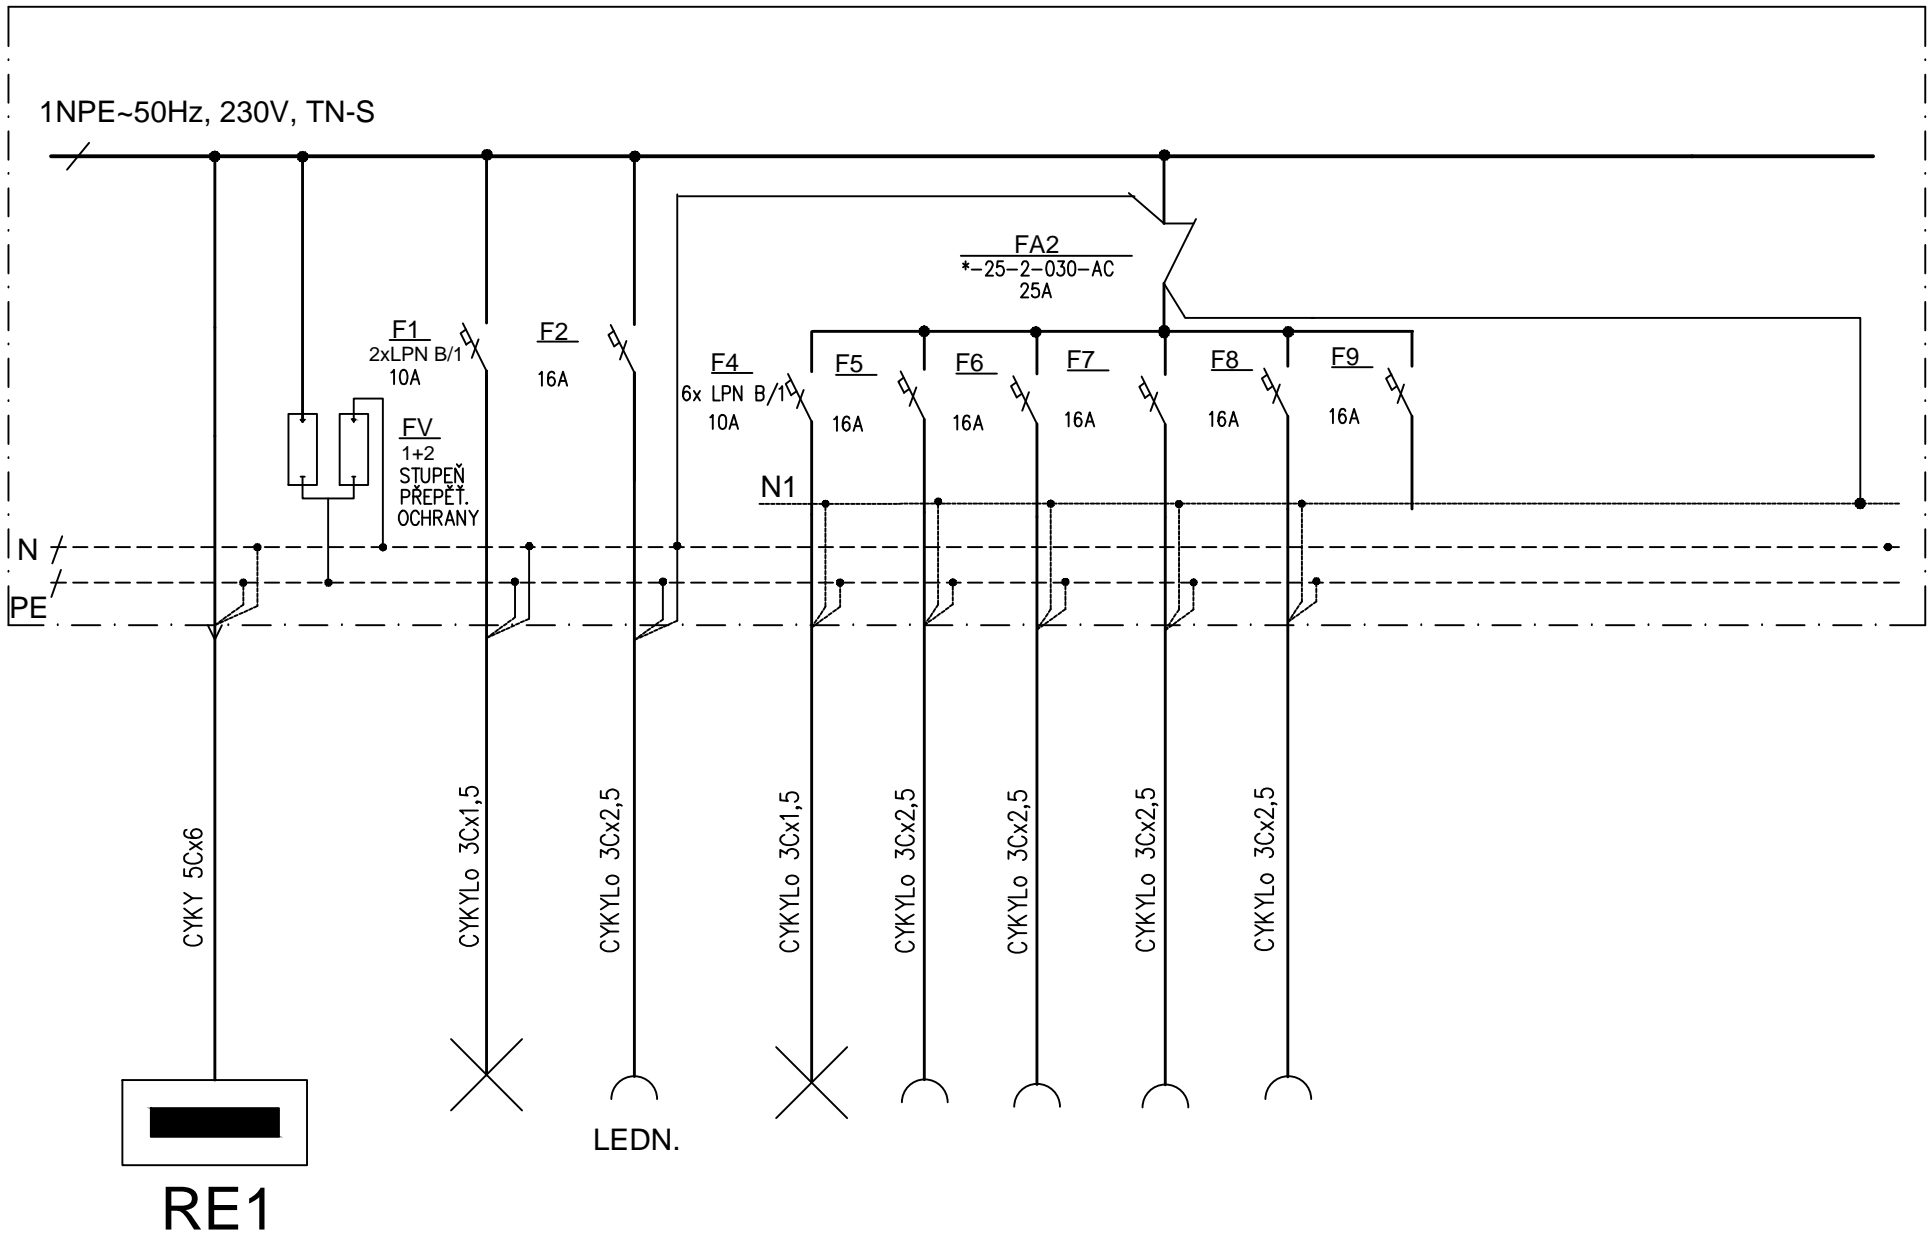 1NPE~50Hz, 230V, TN-S
FA2
*-25-2-030-AC
25A
F1
2xLPN B/1
10A
F2
16A
F4
6x LPN B/1
10A
F5
16A
F6
16A
F7
16A
F8
16A
F9
16A
FV
1+2
STUPEŇ
PŘEPĚŤ.
OCHRANY
N1
N
PE
CYKY 5Cx6
CYKYLo 3Cx1,5
CYKYLo 3Cx2,5
CYKYLo 3Cx1,5
CYKYLo 3Cx2,5
CYKYLo 3Cx2,5
CYKYLo 3Cx2,5
CYKYLo 3Cx2,5
LEDN.
RE1